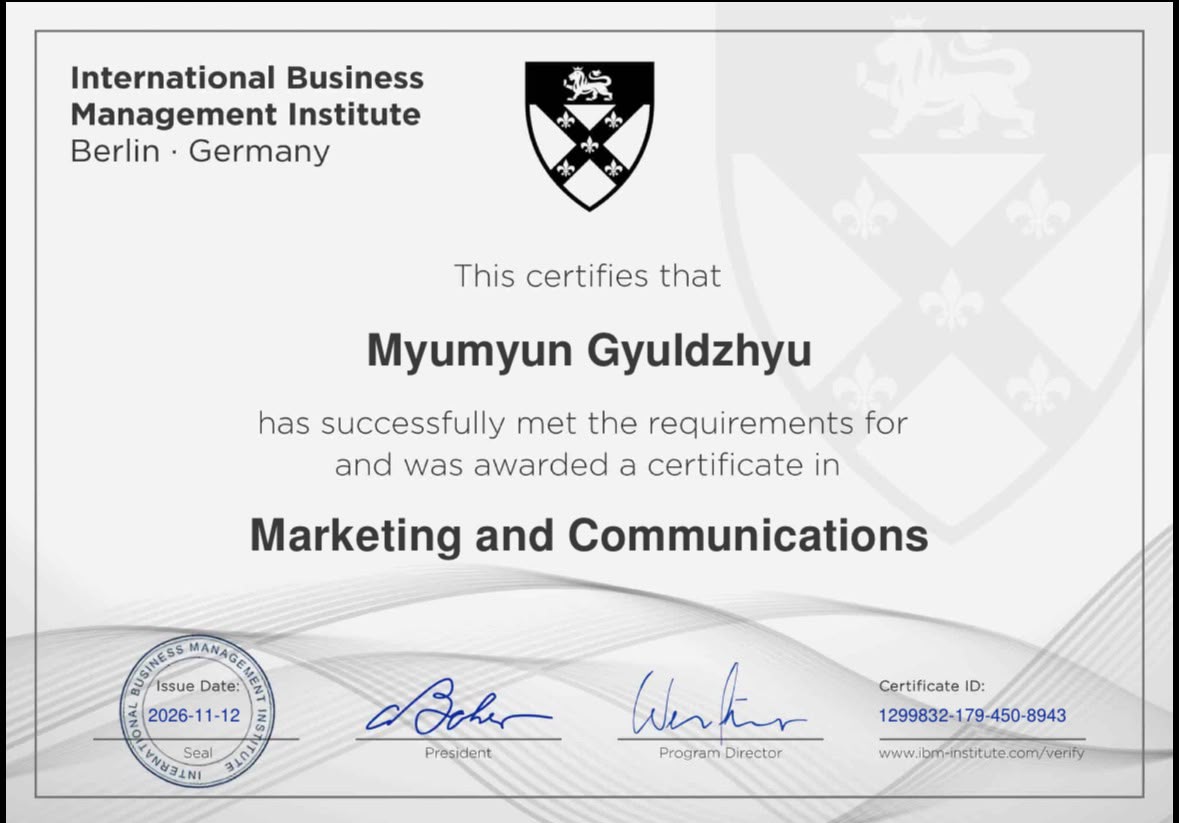 International Business
Management Institute
Berlin · Germany
This certifies that
Myumyun Gyuldzhyu
has successfully met the requirements for
and was awarded a certificate in
Marketing and Communications
INTERNATIONAL BUSINESS MANAGEMENT INSTITUTE
Issue Date:
2026-11-12
Seal
President
Program Director
Certificate ID:
1299832-179-450-8943
www.ibm-institute.com/verify